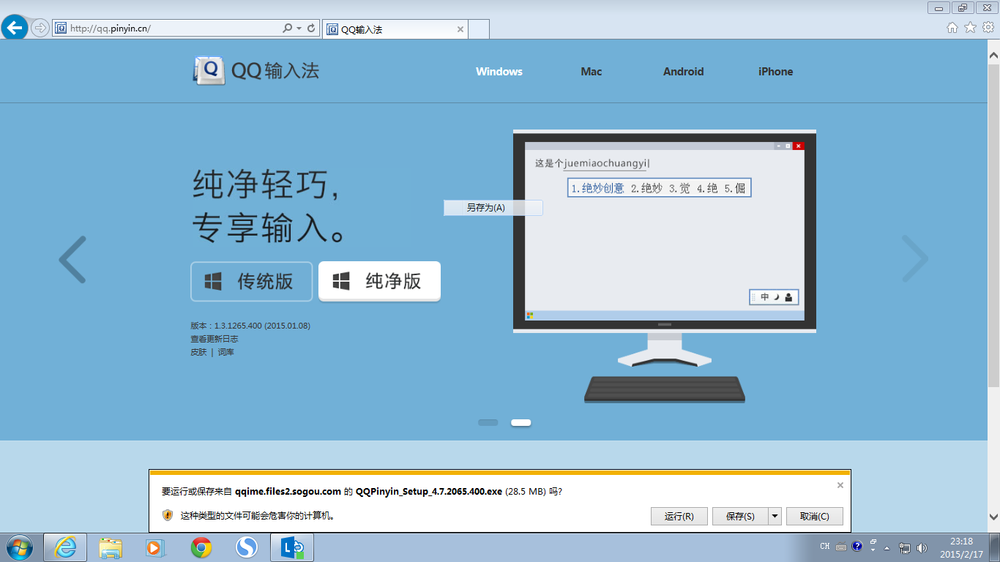 http://qq.pinyin.cn/
QQ输入法
QQ输入法
Windows
Mac
Android
iPhone
纯净轻巧,
专享输入。
传统版
纯净版
版本:1.3.1265.400 (2015.01.08)
查看更新日志
皮肤 | 词库
另存为(A)
这是个juemiaochuangyi
1.绝妙创意 2.绝妙 3.觉 4.绝 5.倔
中
要运行或保存来自 qqime.files2.sogou.com 的 QQPinyin_Setup_4.7.2065.400.exe (28.5 MB) 吗?
这种类型的文件可能会危害你的计算机。
运行(R)
保存(S)
取消(C)
CH
23:18
2015/2/17